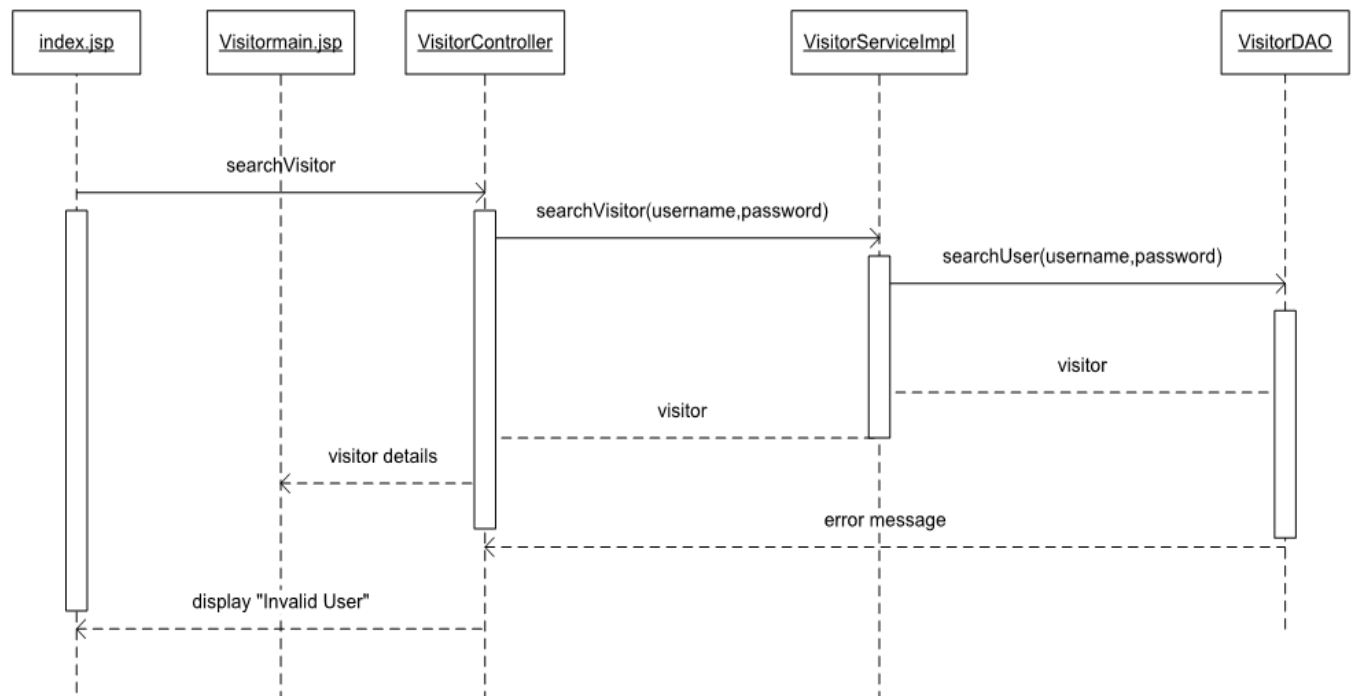 index.jsp
Visitormain.jsp
VisitorController
VisitorServiceImpl
VisitorDAO
searchVisitor
searchVisitor(username,password)
searchUser(username,password)
visitor
visitor
visitor details
error message
display "Invalid User"